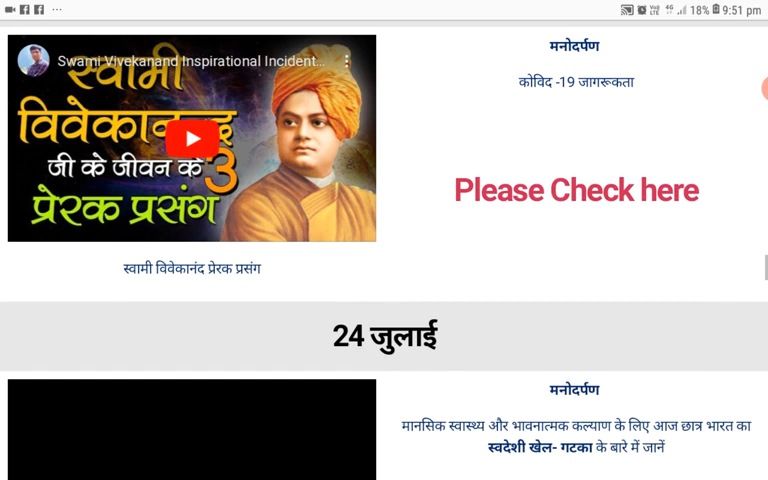 18% 9:51 pm
Swami Vivekanand Inspirational Incident...
स्वामी
विवेकानन्द
जी के जीवन के 3
प्रेरक प्रसंग
स्वामी विवेकानंद प्रेरक प्रसंग
मनोदर्पण
कोविद -19 जागरूकता
Please Check here
24 जुलाई
मनोदर्पण
मानसिक स्वास्थ्य और भावनात्मक कल्याण के लिए आज छात्र भारत का
स्वदेशी खेल- गटका के बारे में जानें